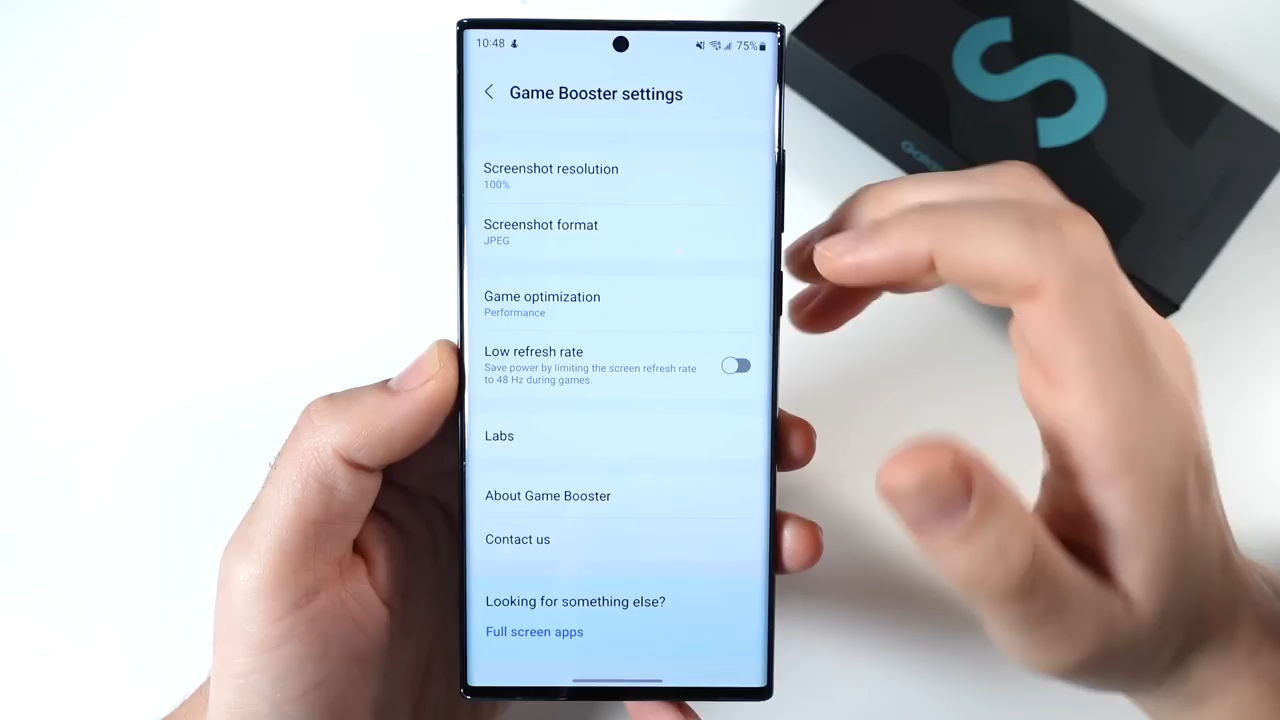 10:48
75%
Game Booster settings
Screenshot resolution
100%
Screenshot format
JPEG
Game optimization
Performance
Low refresh rate
Save power by limiting the screen refresh rate
to 48 Hz during games.
Labs
About Game Booster
Contact us
Looking for something else?
Full screen apps
S